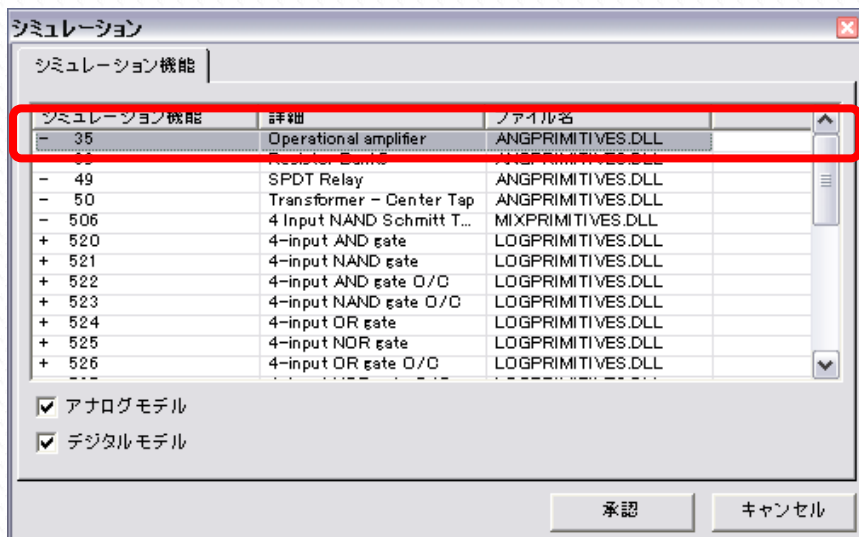 シミュレーション
シミュレーション機能
シミュレーション機能 詳細 ファイル名
- 35 Operational amplifier ANGPRIMITIVES.DLL
- 49 SPDT Relay ANGPRIMITIVES.DLL
- 50 Transformer - Center Tap ANGPRIMITIVES.DLL
- 506 4 Input NAND Schmitt T... MIXPRIMITIVES.DLL
+ 520 4-input AND gate LOGPRIMITIVES.DLL
+ 521 4-input NAND gate LOGPRIMITIVES.DLL
+ 522 4-input AND gate O/C LOGPRIMITIVES.DLL
+ 523 4-input NAND gate O/C LOGPRIMITIVES.DLL
+ 524 4-input OR gate LOGPRIMITIVES.DLL
+ 525 4-input NOR gate LOGPRIMITIVES.DLL
+ 526 4-input OR gate O/C LOGPRIMITIVES.DLL
アナログモデル
デジタルモデル
承認 キャンセル